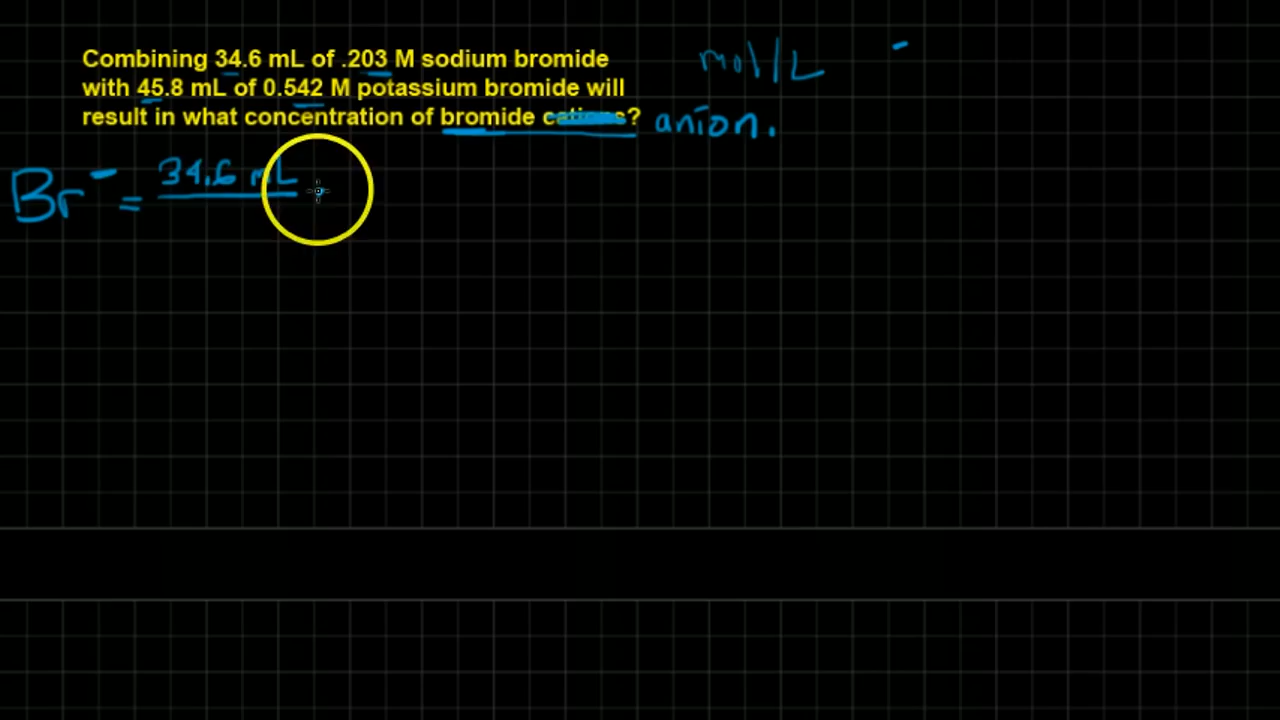 Combining 34.6 mL of .203 M sodium bromide
with 45.8 mL of 0.542 M potassium bromide will
result in what concentration of bromide cations?
mol/L -
anion.
Br⁻ = 34.6 mL